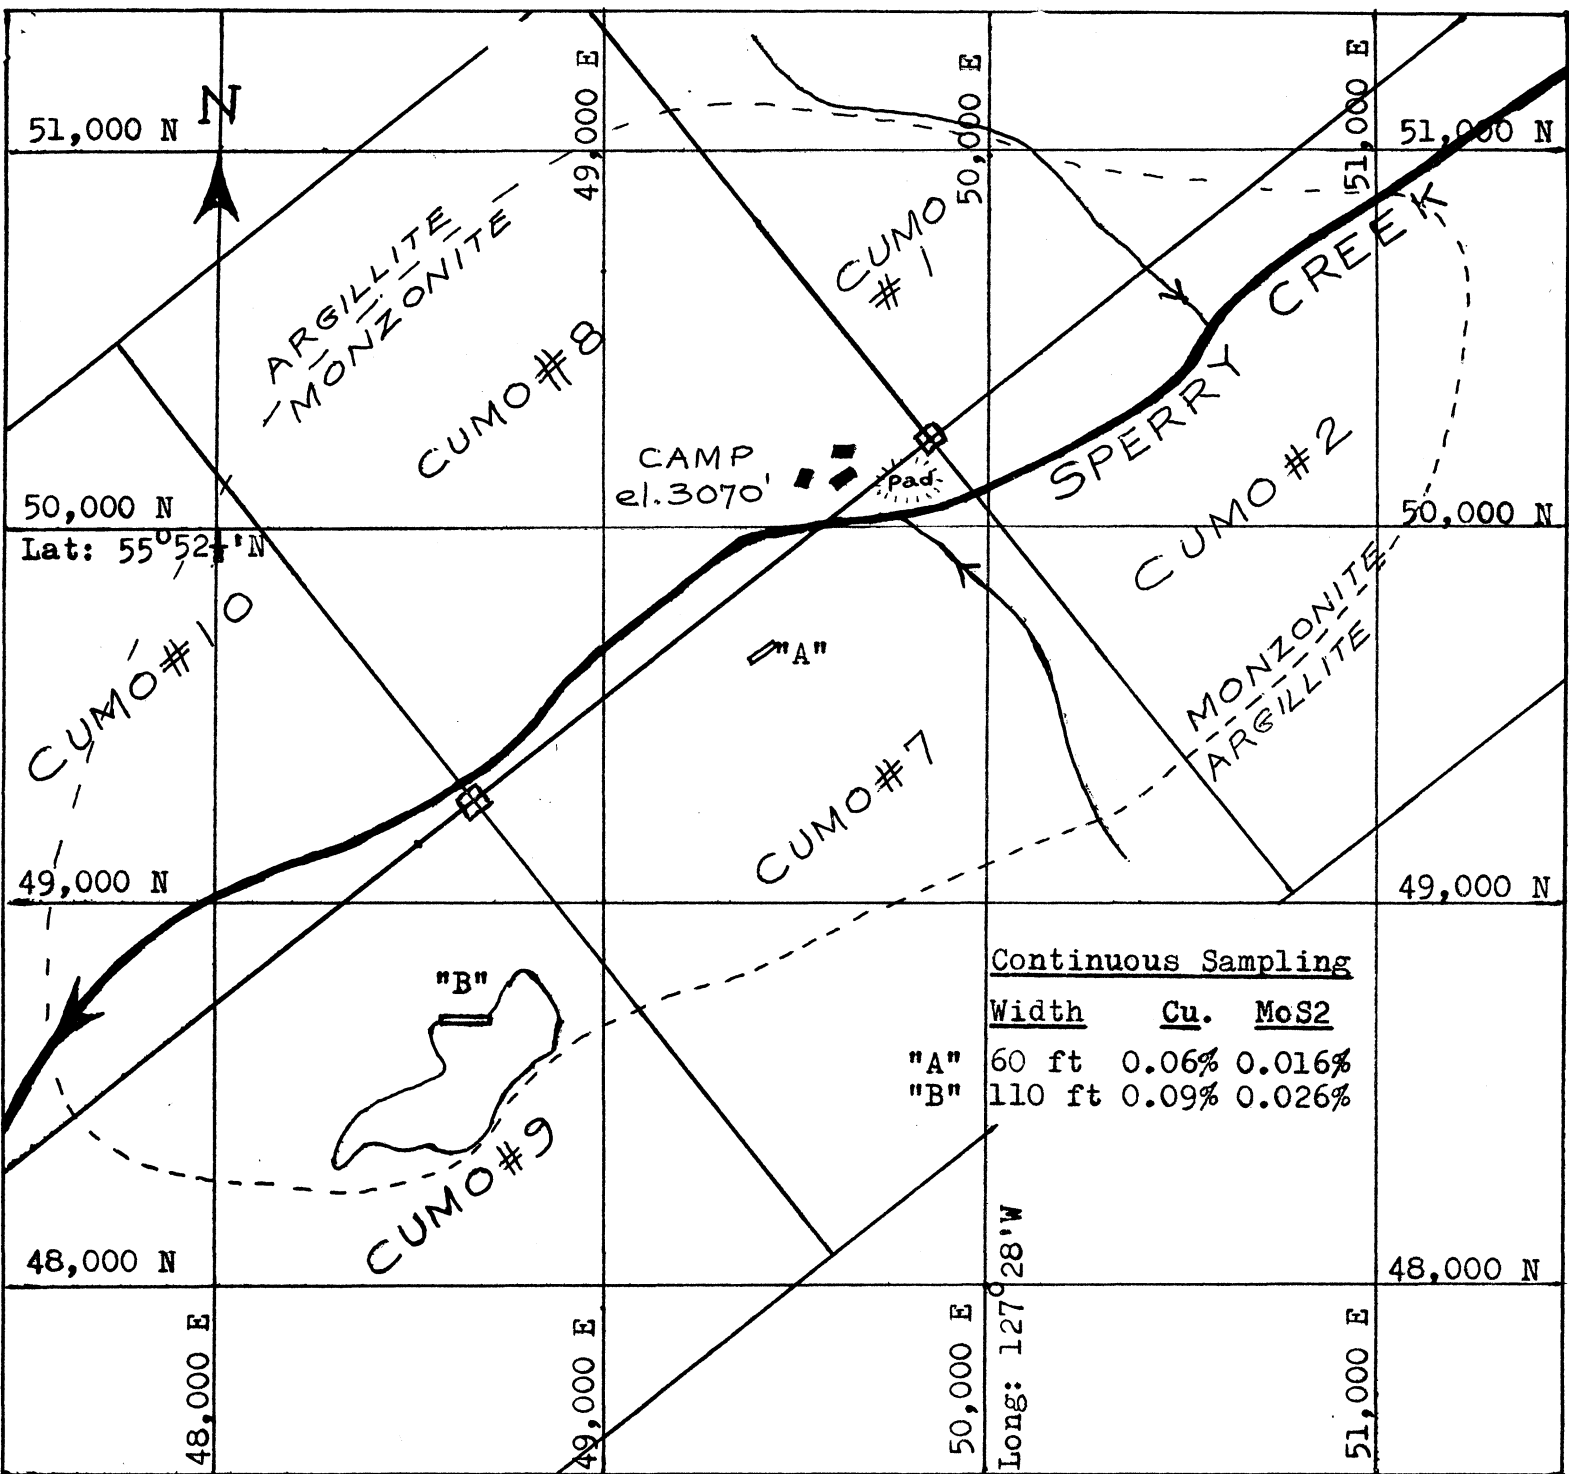 49,000 E
50,000 E
51,000 E
N
51,000 N
51,000 N
CUMO
# 1
ARGILLITE
MONZONITE
CREEK
SPERRY
CUMO #8
CAMP
el. 3070'
Pad
CUMO #2
50,000 N
50,000 N
Lat: 55°52½'N
"A"
CUMO #10
MONZONITE
ARGILLITE
CUMO #7
49,000 N
49,000 N
"B"
Continuous Sampling
Width Cu. MoS2
"A" 60 ft 0.06% 0.016%
"B" 110 ft 0.09% 0.026%
CUMO #9
48,000 N
48,000 N
48,000 E
49,000 E
50,000 E
Long: 127°28'W
51,000 E